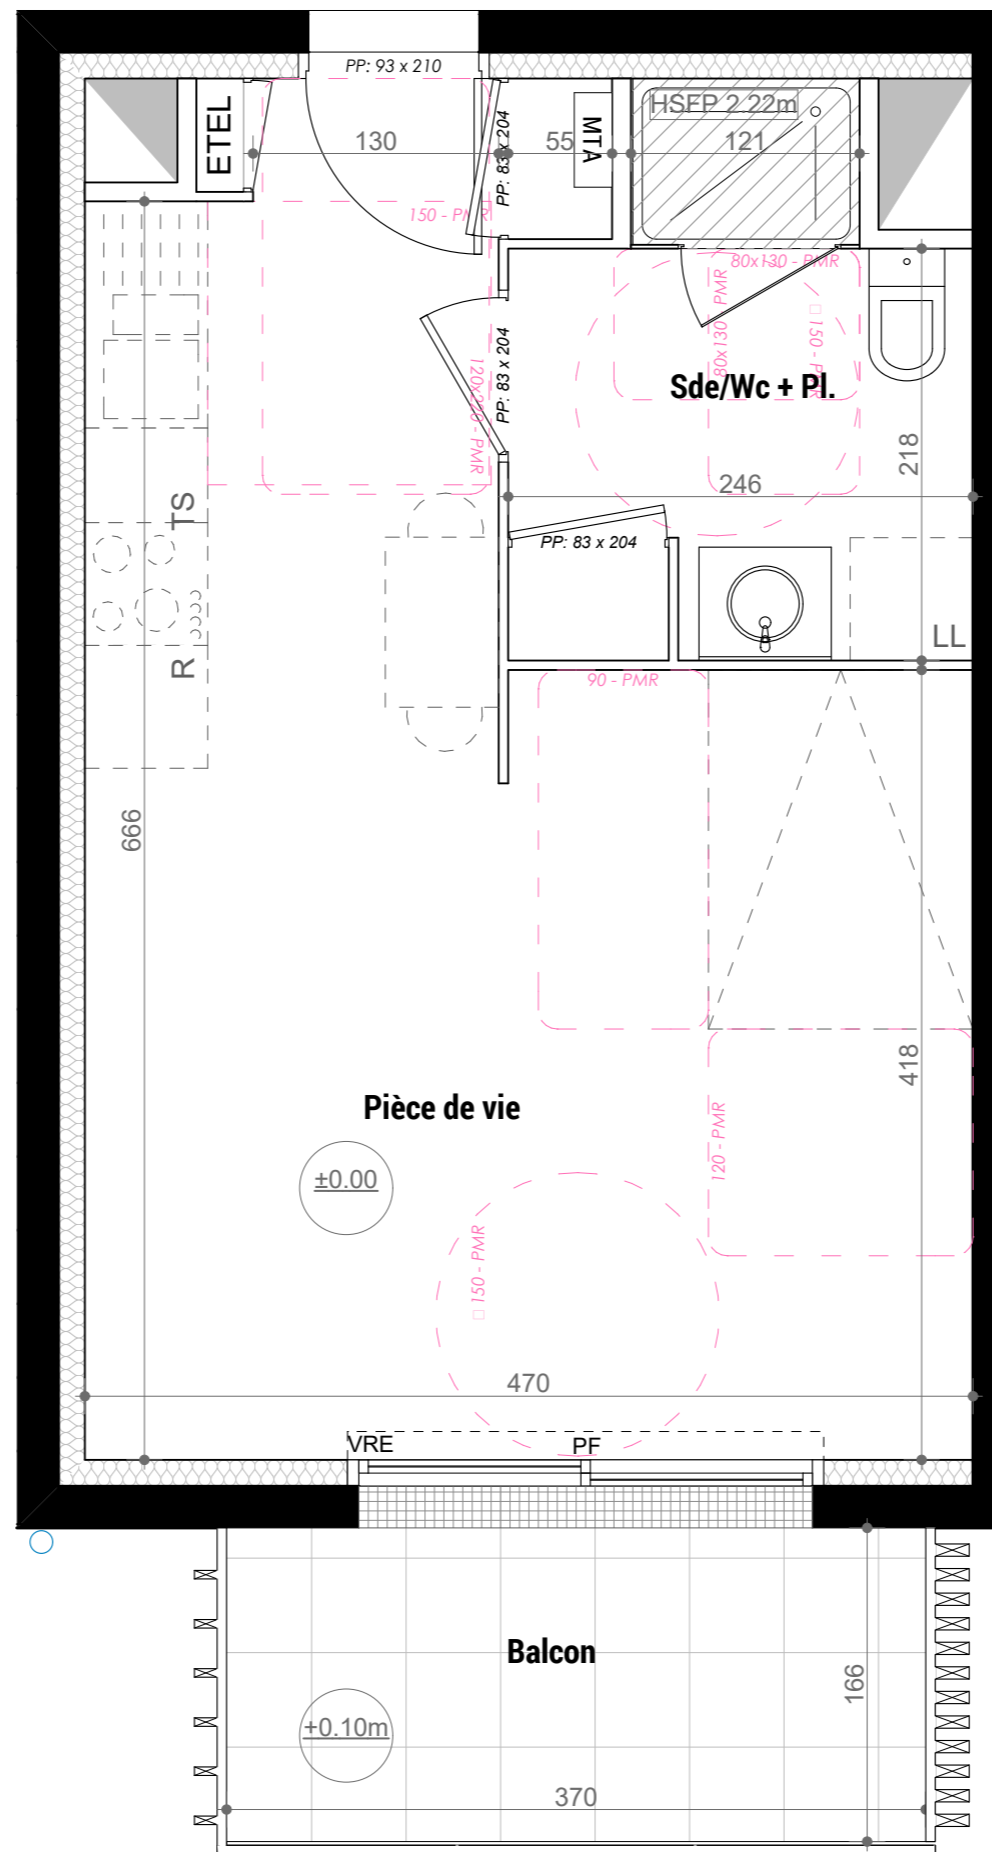 PP: 93 x 210
ETEL
130
PP: 83 x 204
55
MTA
HSFP 2.22m
121
150 - PMR
80x130 - PMR
80x130 - PMR
□ 150 - PMR
Sde/Wc + Pl.
PP: 83 x 204
120x220 - PMR
218
246
TS
PP: 83 x 204
R
LL
90 - PMR
666
418
Pièce de vie
120 - PMR
±0.00
□ 150 - PMR
470
VRE
PF
Balcon
166
+0.10m
370